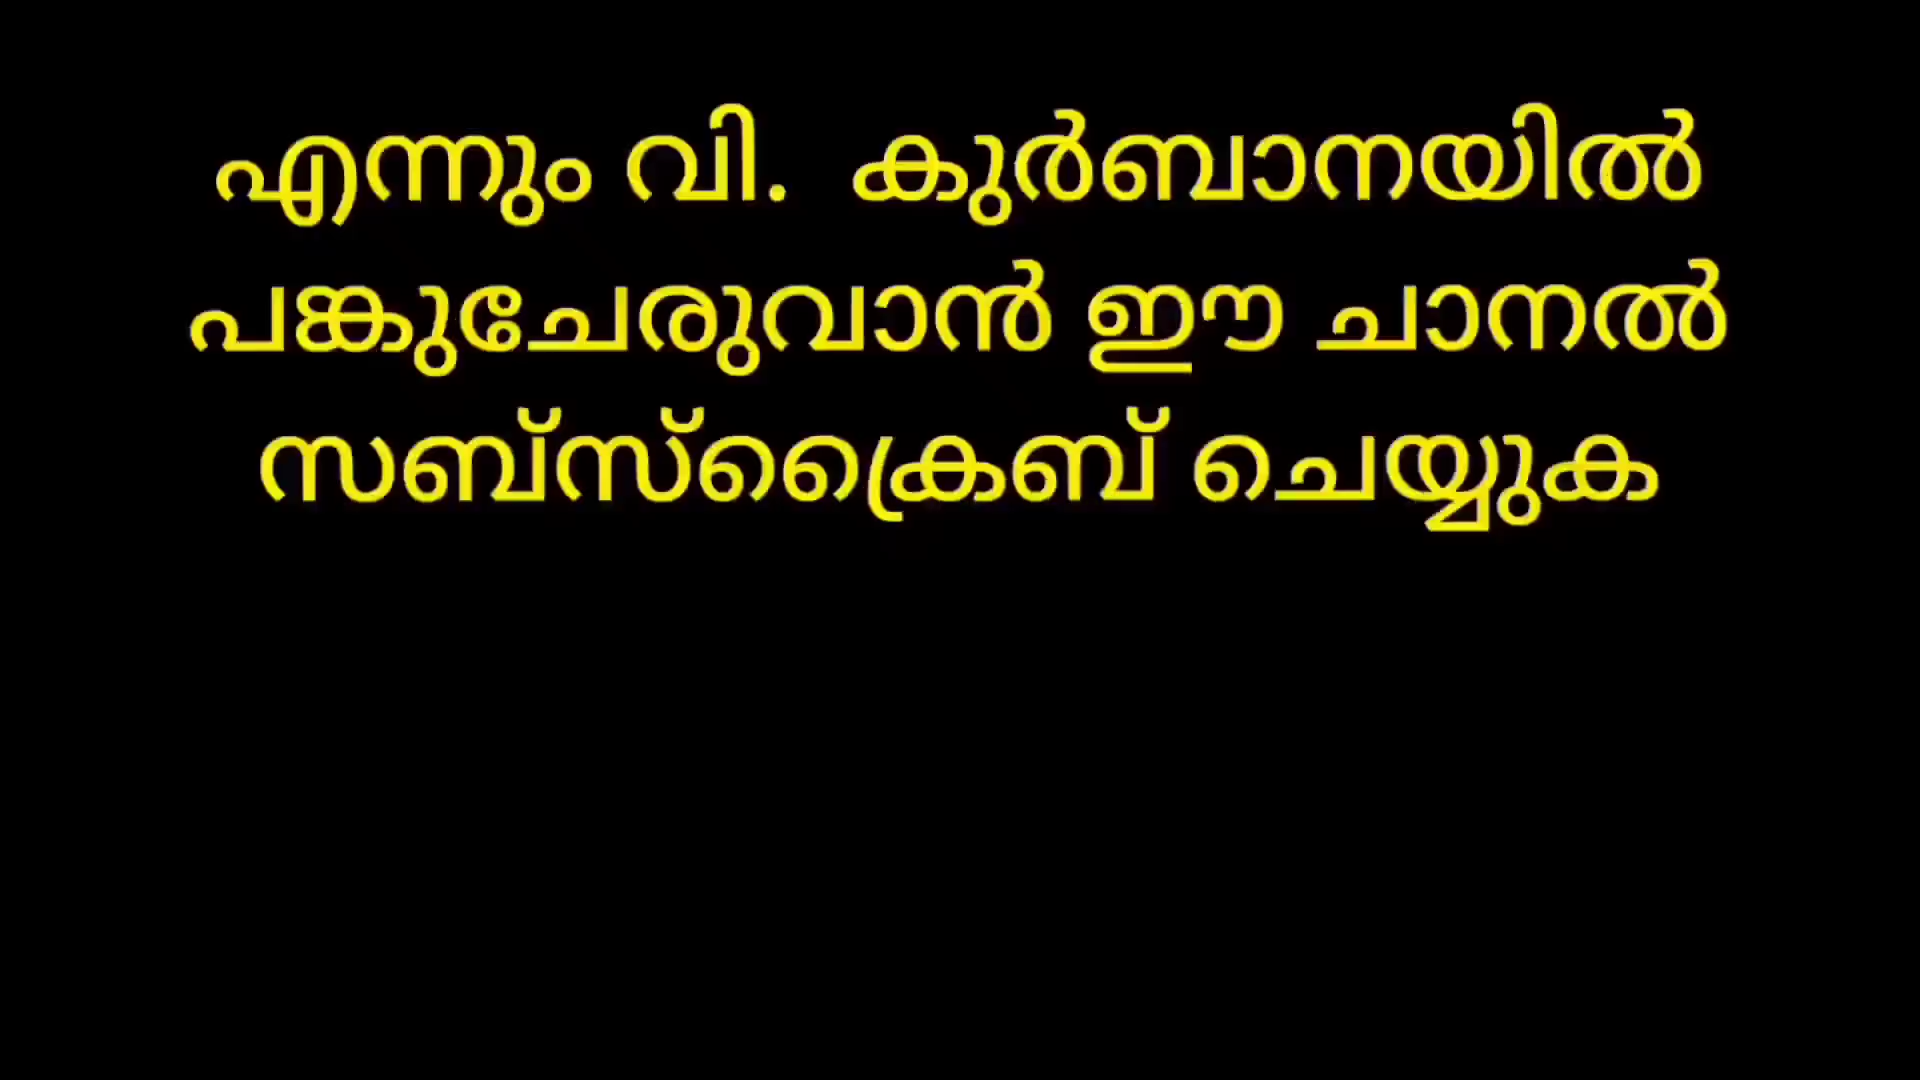 എന്നും വി. കുർബാനയിൽ
പങ്കുചേരുവാൻ ഈ ചാനൽ
സബ്സ്ക്രൈബ് ചെയ്യുക